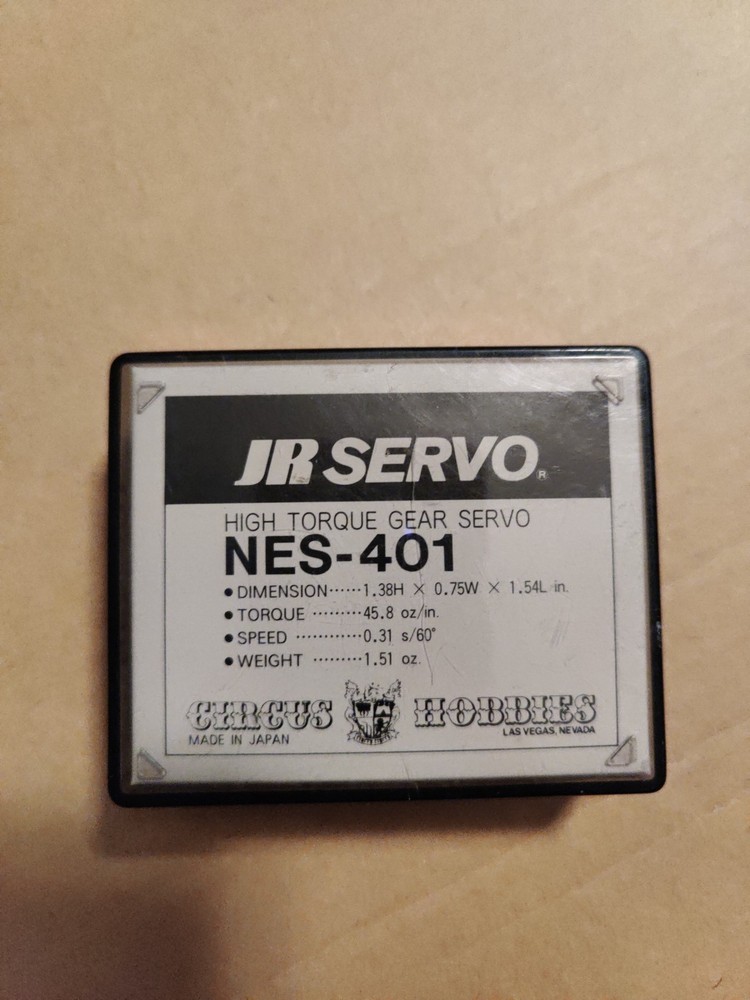 JR SERVO®
HIGH TORQUE GEAR SERVO
NES-401
● DIMENSION ······ 1.38H × 0.75W × 1.54L in.
● TORQUE ········· 45.8 oz/in.
● SPEED ············ 0.31 s/60°
● WEIGHT ········· 1.51 oz.
CIRCUS HOBBIES
MADE IN JAPAN LAS VEGAS, NEVADA